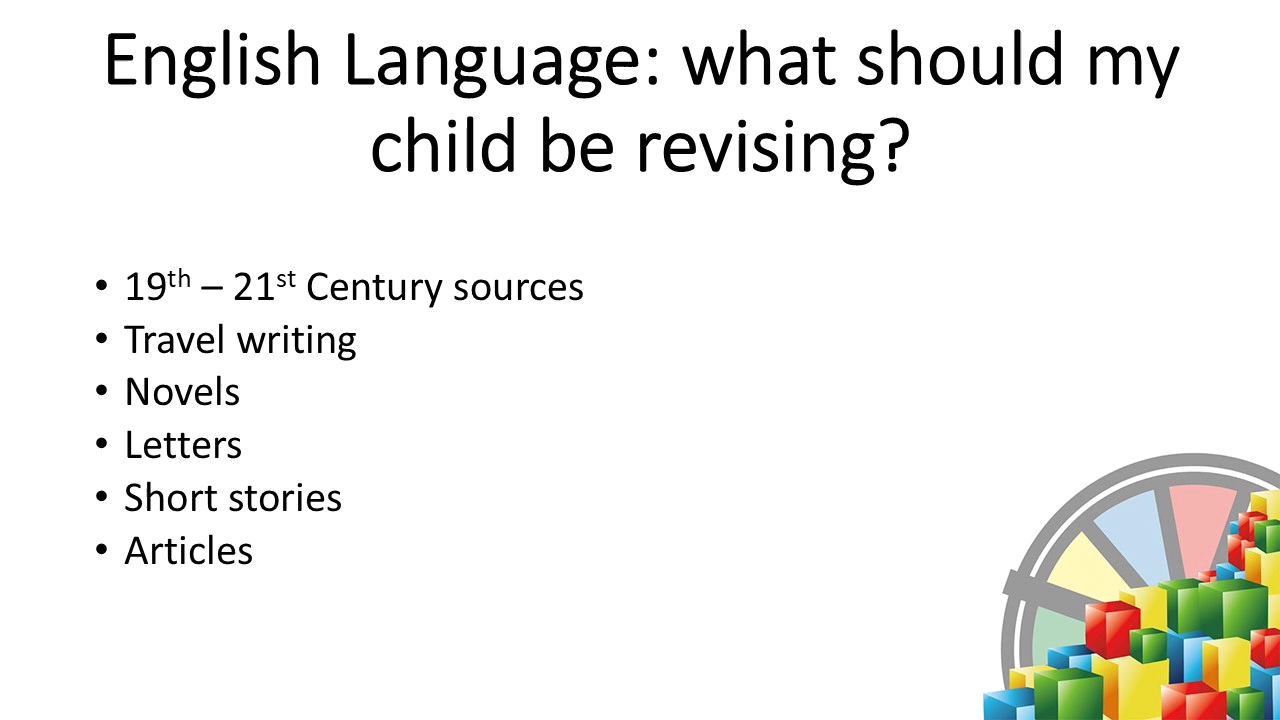 English Language: what should my
child be revising?
• 19th – 21st Century sources
• Travel writing
• Novels
• Letters
• Short stories
• Articles